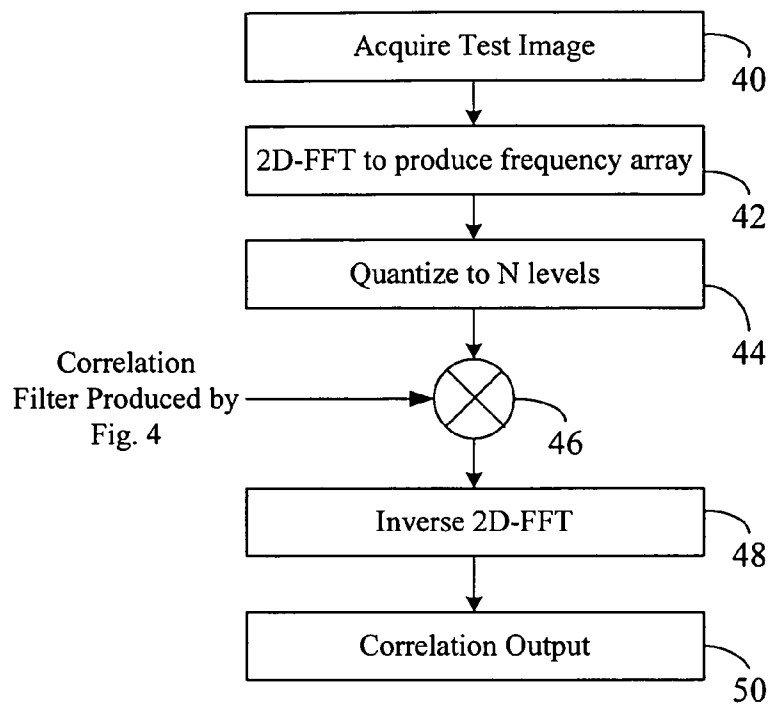 Acquire Test Image
40
2D-FFT to produce frequency array
42
Quantize to N levels
44
Correlation
Filter Produced by
Fig. 4
46
Inverse 2D-FFT
48
Correlation Output
50